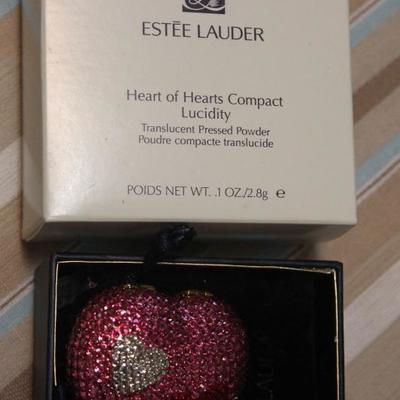 ESTĒE LAUDER
Heart of Hearts Compact
Lucidity
Translucent Pressed Powder
Poudre compacte translucide
POIDS NET WT. .1 OZ./2.8g e